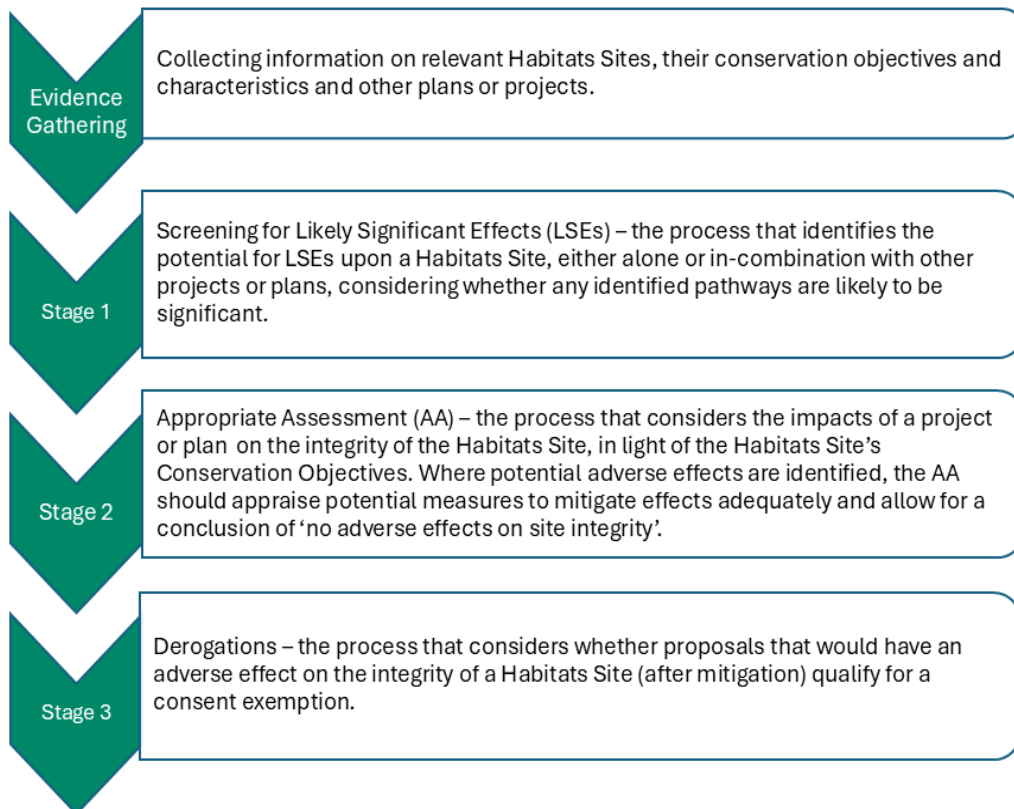 Evidence
Gathering
Collecting information on relevant Habitats Sites, their conservation objectives and
characteristics and other plans or projects.
Stage 1
Screening for Likely Significant Effects (LSEs) – the process that identifies the
potential for LSEs upon a Habitats Site, either alone or in-combination with other
projects or plans, considering whether any identified pathways are likely to be
significant.
Stage 2
Appropriate Assessment (AA) – the process that considers the impacts of a project
or plan on the integrity of the Habitats Site, in light of the Habitats Site’s
Conservation Objectives. Where potential adverse effects are identified, the AA
should appraise potential measures to mitigate effects adequately and allow for a
conclusion of ‘no adverse effects on site integrity’.
Stage 3
Derogations – the process that considers whether proposals that would have an
adverse effect on the integrity of a Habitats Site (after mitigation) qualify for a
consent exemption.